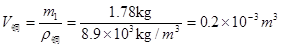 V铜 = m₁/ρ铜 = 1.78kg/8.9×10³kg/m³ = 0.2×10⁻³m³